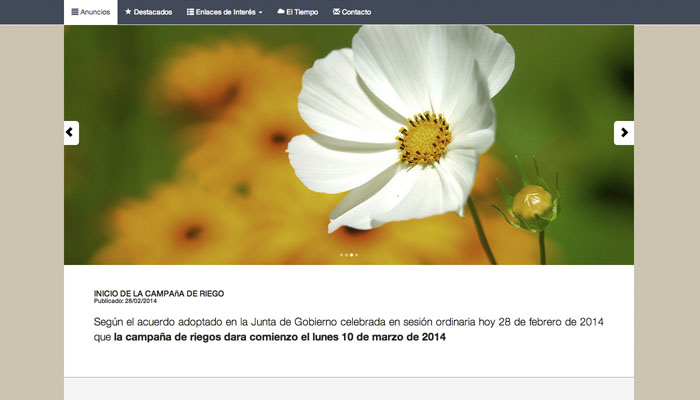 Anuncios Destacados Enlaces de Interés El Tiempo Contacto
INICIO DE LA CAMPAñA DE RIEGO
Publicado: 28/02/2014
Según el acuerdo adoptado en la Junta de Gobierno celebrada en sesión ordinaria hoy 28 de febrero de 2014
que la campaña de riegos dara comienzo el lunes 10 de marzo de 2014